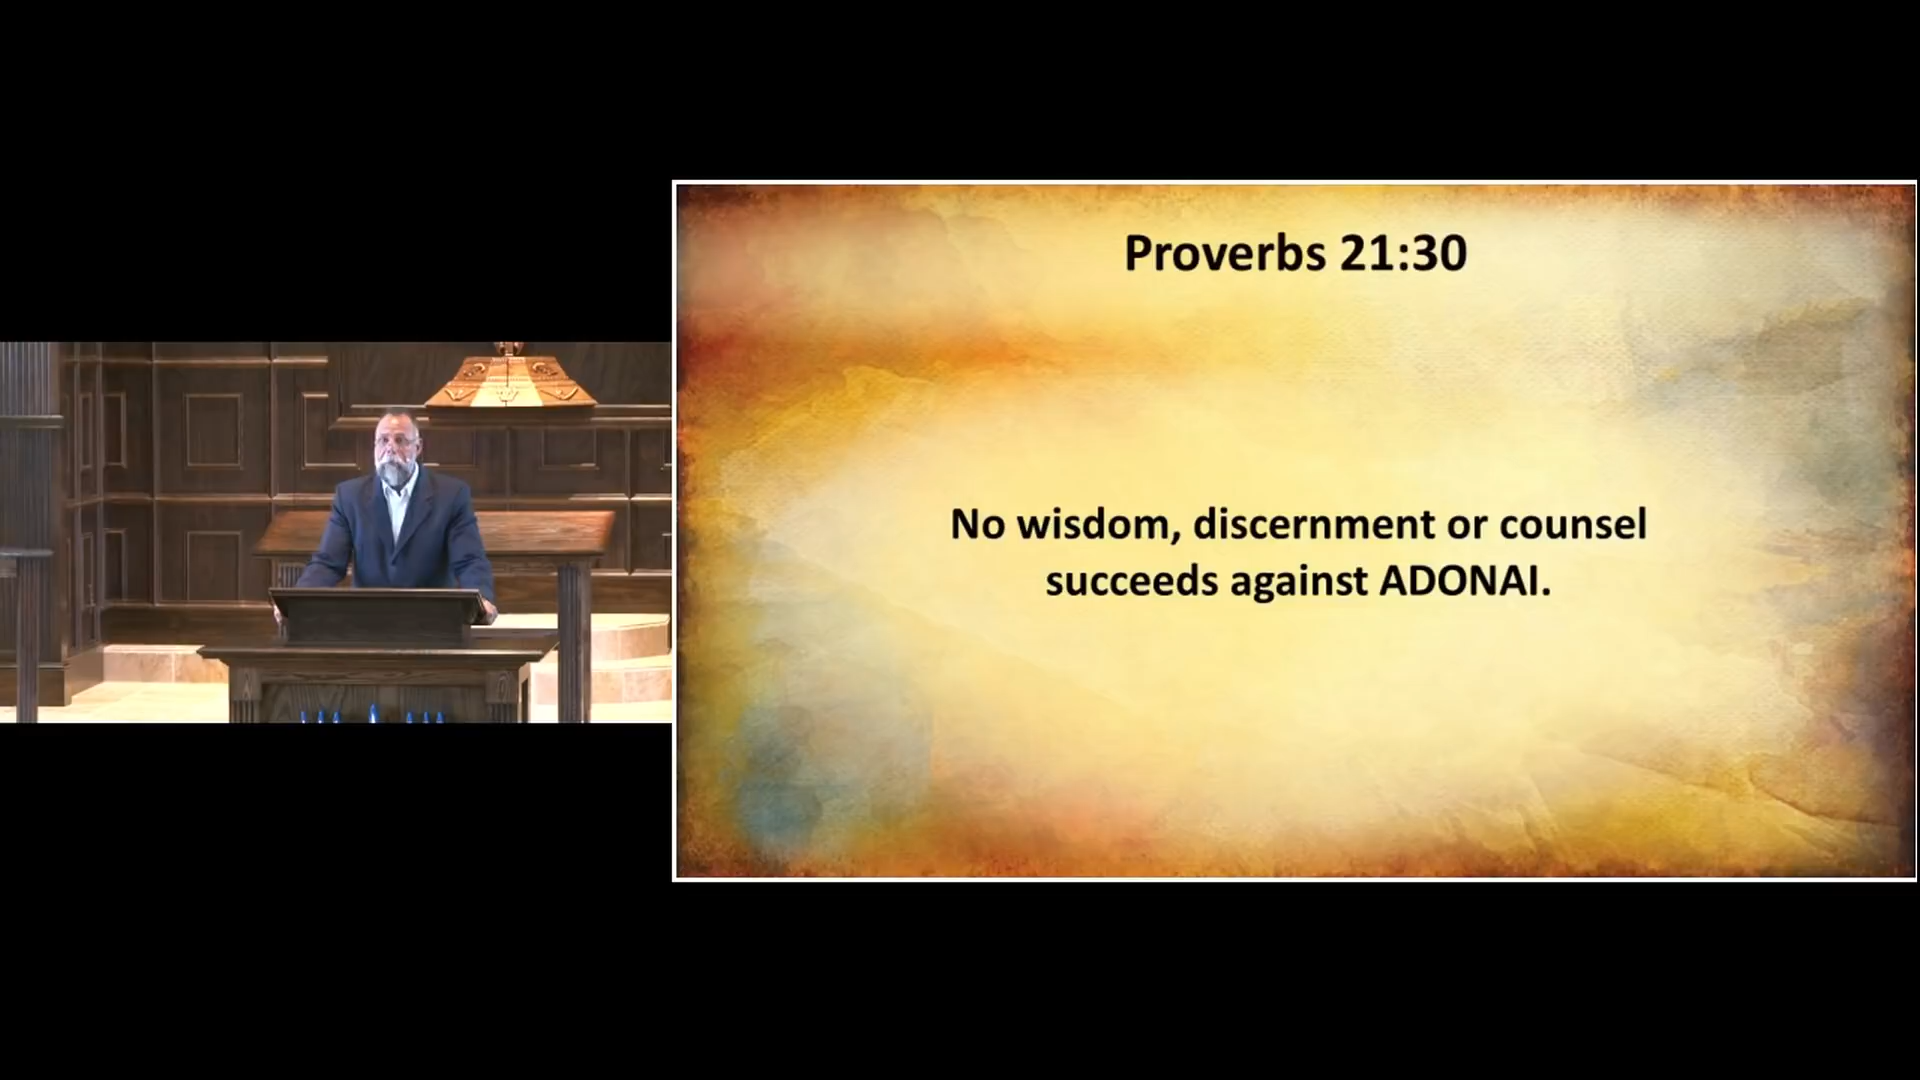 Proverbs 21:30
No wisdom, discernment or counsel
succeeds against ADONAI.